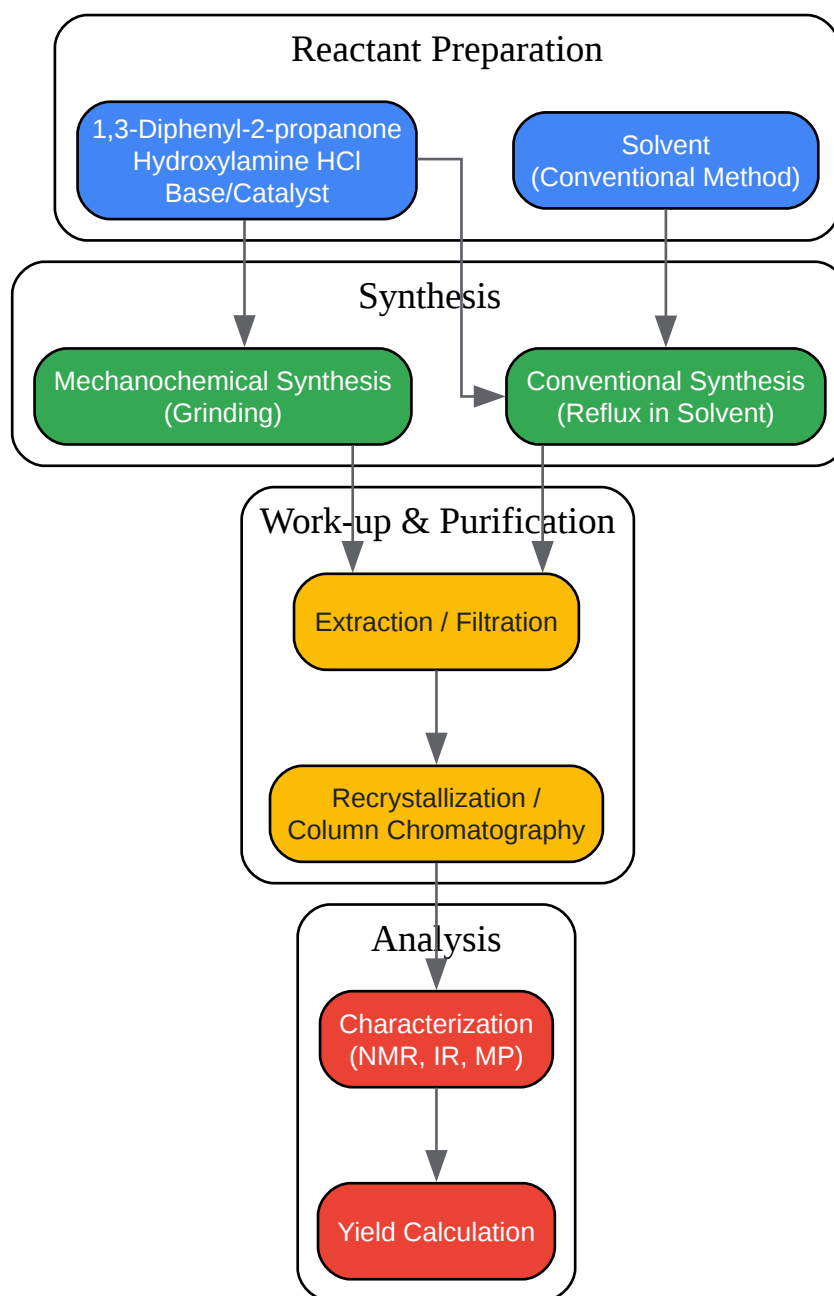 Reactant Preparation
1,3-Diphenyl-2-propanone
Hydroxylamine HCl
Base/Catalyst
Solvent
(Conventional Method)
Synthesis
Mechanochemical Synthesis
(Grinding)
Conventional Synthesis
(Reflux in Solvent)
Work-up & Purification
Extraction / Filtration
Recrystallization /
Column Chromatography
Analysis
Characterization
(NMR, IR, MP)
Yield Calculation